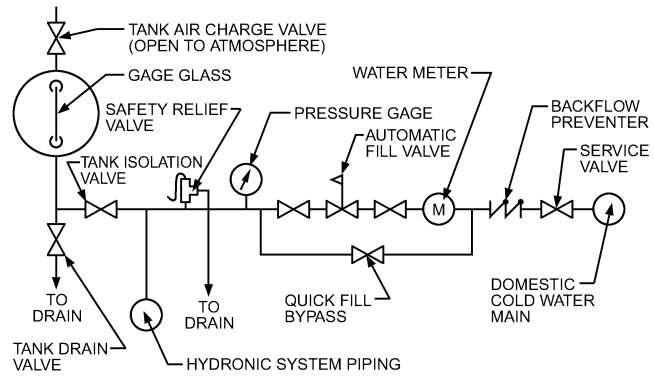 TANK AIR CHARGE VALVE
(OPEN TO ATMOSPHERE)
GAGE GLASS
WATER METER
SAFETY RELIEF
VALVE
PRESSURE GAGE
BACKFLOW
PREVENTER
AUTOMATIC
FILL VALVE
SERVICE
VALVE
TANK ISOLATION
VALVE
M
TO
DRAIN
TO
DRAIN
QUICK FILL
BYPASS
DOMESTIC
COLD WATER
MAIN
TANK DRAIN
VALVE
HYDRONIC SYSTEM PIPING